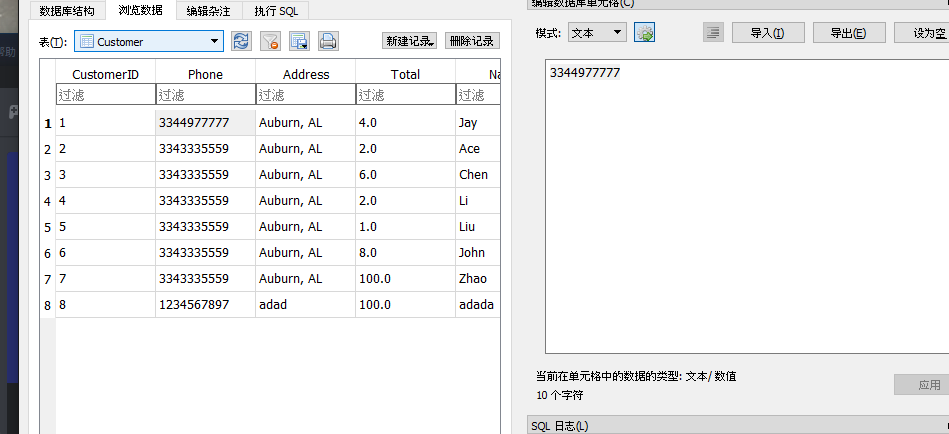 帮助
数据库结构 浏览数据 编辑杂注 执行 SQL
表(T): Customer 新建记录 删除记录
CustomerID Phone Address Total Na
过滤 过滤 过滤 过滤 过滤
1 1 3344977777 Auburn, AL 4.0 Jay
2 2 3343335559 Auburn, AL 2.0 Ace
3 3 3343335559 Auburn, AL 6.0 Chen
4 4 3343335559 Auburn, AL 2.0 Li
5 5 3343335559 Auburn, AL 1.0 Liu
6 6 3343335559 Auburn, AL 8.0 John
7 7 3343335559 Auburn, AL 100.0 Zhao
8 8 1234567897 adad 100.0 adada
编辑数据库单元格(C)
模式: 文本 导入(I) 导出(E) 设为空
3344977777
当前在单元格中的数据的类型: 文本/ 数值
10 个字符
应用
SQL 日志(L)